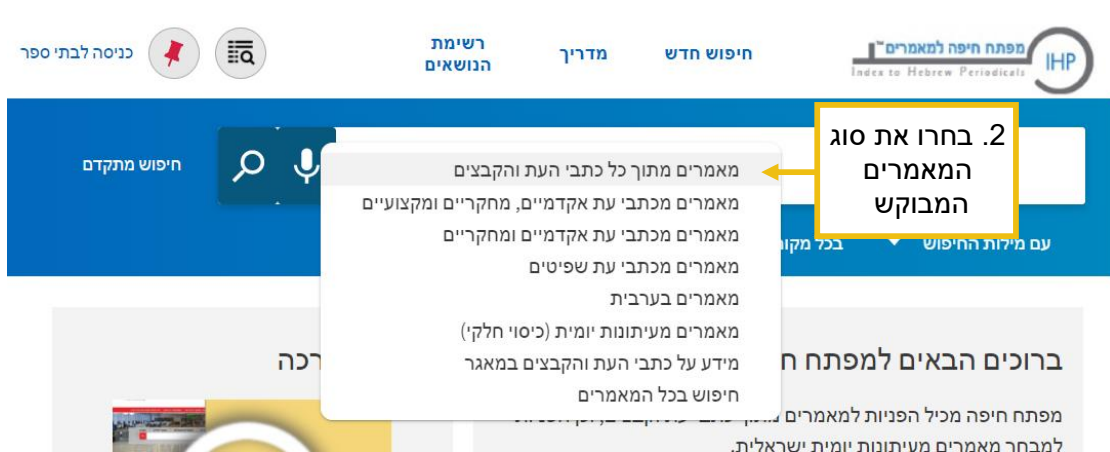 מפתח חיפה למאמרים
Index to Hebrew Periodicals
IHP
חיפוש חדש
מדריך
רשימת
הנושאים
כניסה לבתי ספר
2. בחרו את סוג
המאמרים
המבוקש
חיפוש מתקדם
מאמרים מתוך כל כתבי העת והקבצים
מאמרים מכתבי עת אקדמיים, מחקריים ומקצועיים
מאמרים מכתבי עת אקדמיים ומחקריים
מאמרים מכתבי עת שפיטים
מאמרים בערבית
מאמרים מעיתונות יומית (כיסוי חלקי)
מידע על כתבי העת והקבצים במאגר
חיפוש בכל המאמרים
עם מילות החיפוש
בכל
ברוכים הבאים למפתח
מפתח חיפה מכיל הפניות למאמרים
למבחר מאמרים מעיתונות יומית ישראלית.